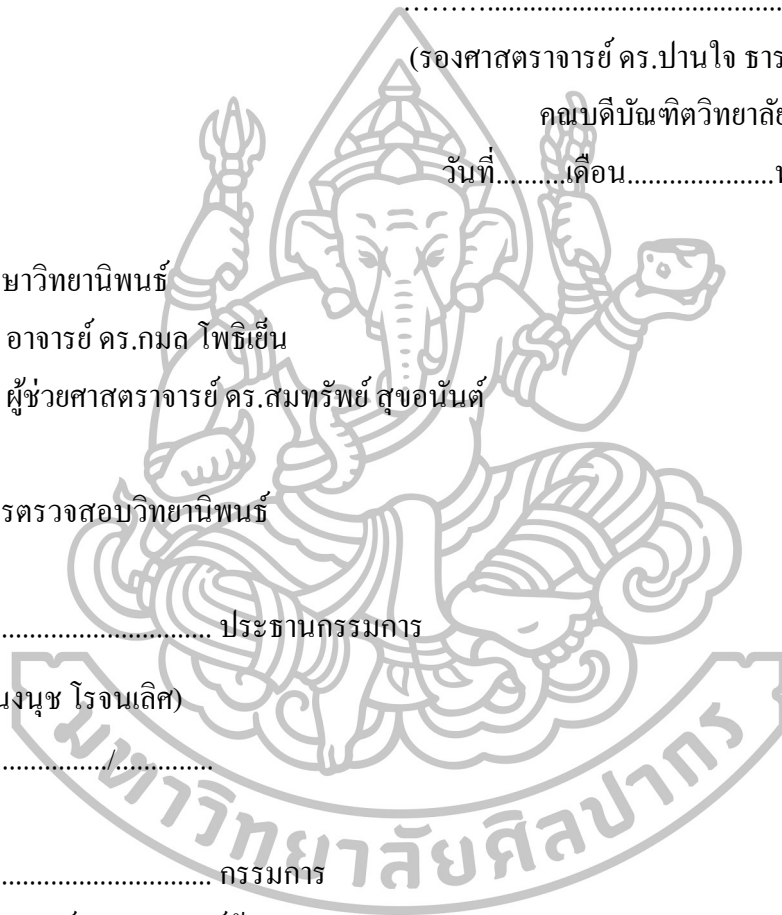 ................................................
(รองศาสตราจารย์ ดร.ปานใจ
คณบดีบัณฑิตวิทยาลัย
วันที่..........เดือน.....................
ษาวิทยานิพนธ์
อาจารย์ ดร.กมล โพธิเย็น
ผู้ช่วยศาสตราจารย์ ดร.สมทรัพย์ สุขอนันต์
รตรวจสอบวิทยานิพนธ์
.............................. ประธานกรรมการ
นงนุช โรจนเลิศ)
.............../..............
.............................. กรรมการ
มหาวิทยาลัยศิลปากร